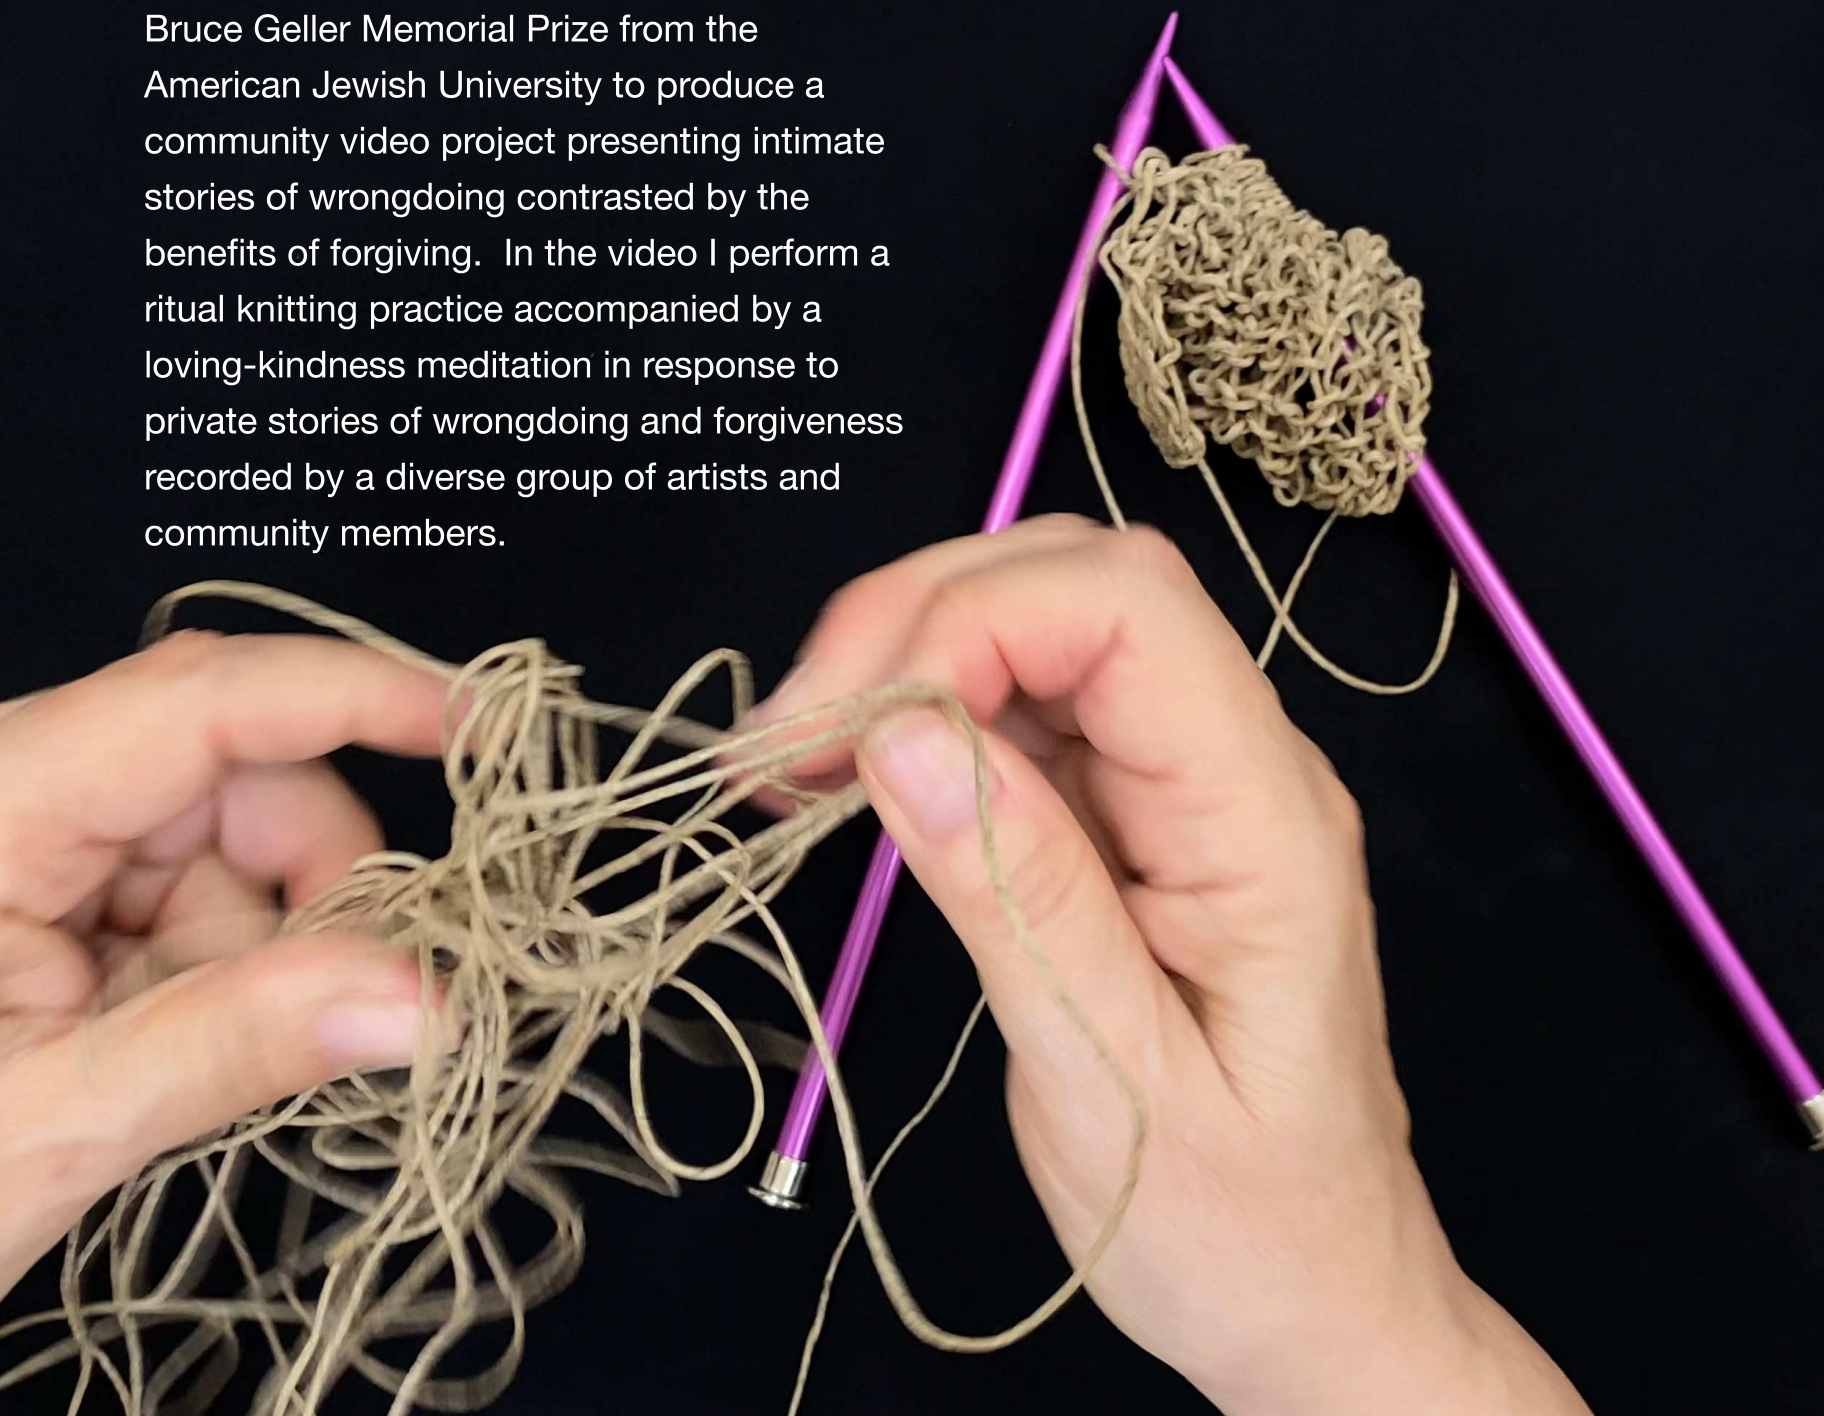 Bruce Geller Memorial Prize from the
American Jewish University to produce a
community video project presenting intimate
stories of wrongdoing contrasted by the
benefits of forgiving.  In the video I perform a
ritual knitting practice accompanied by a
loving-kindness meditation in response to
private stories of wrongdoing and forgiveness
recorded by a diverse group of artists and
community members.